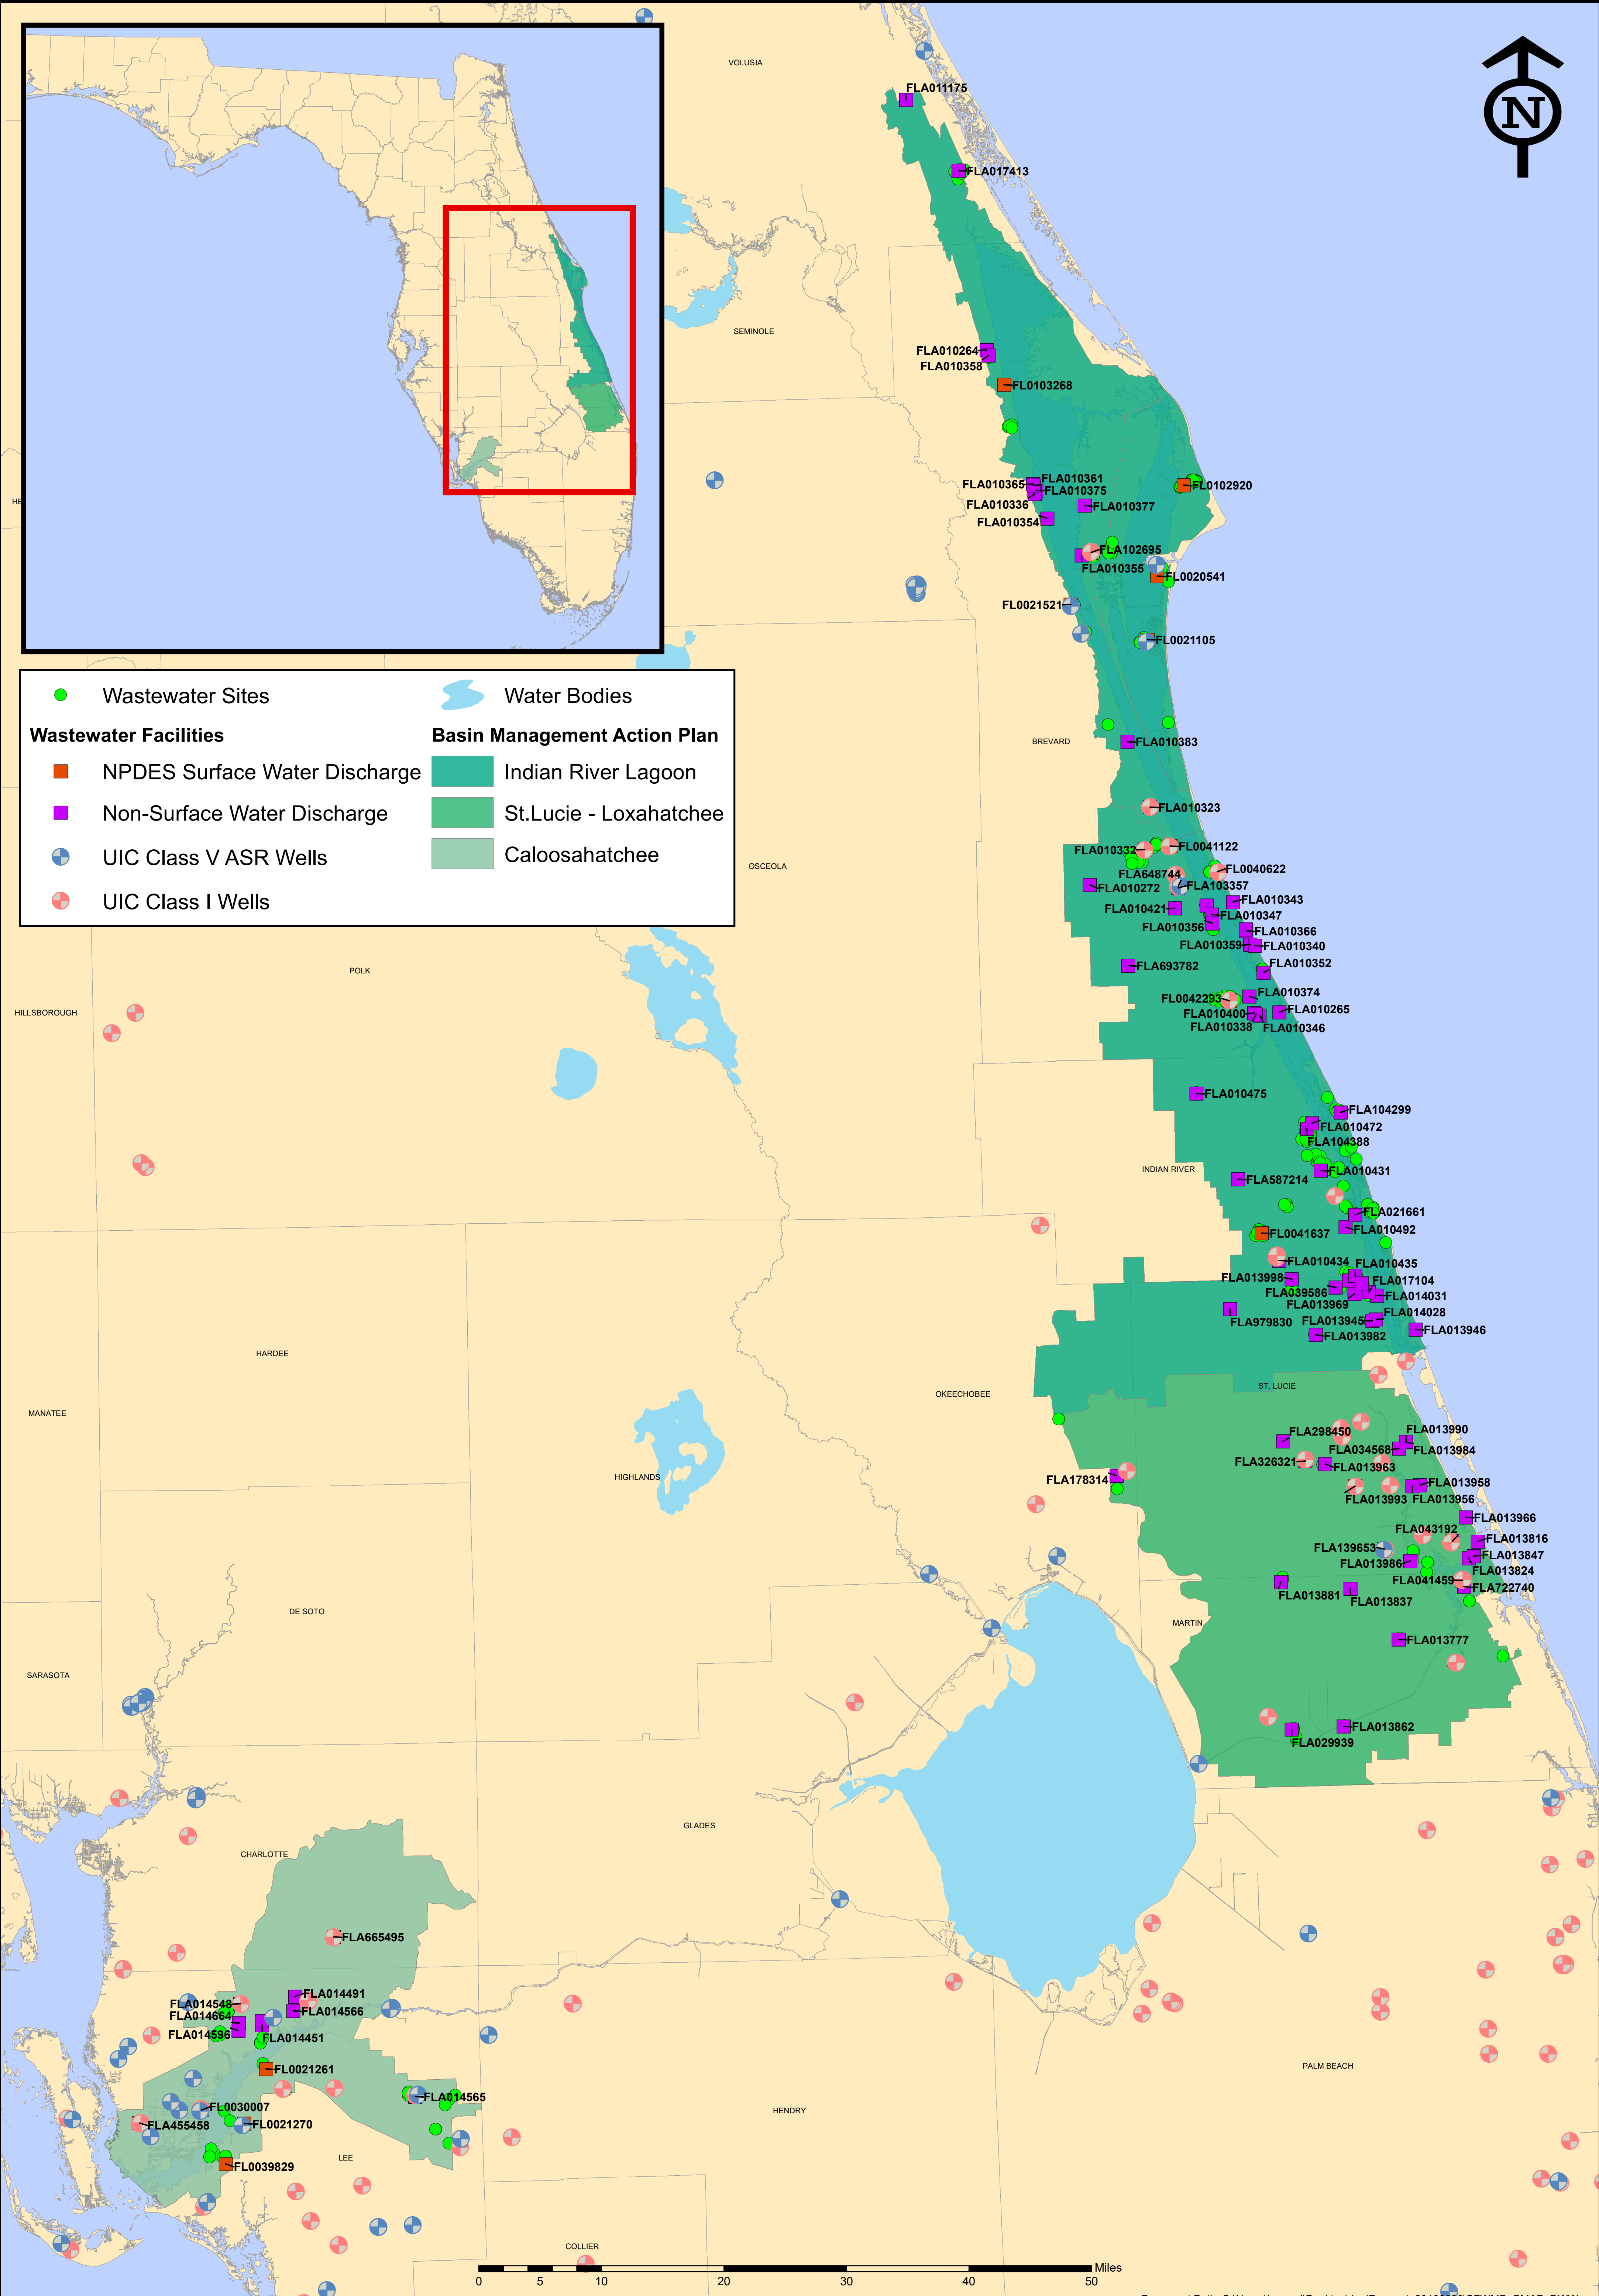 VOLUSIA
FLA011175
N
FLA017413
SEMINOLE
FLA010264
FLA010358
FL0103268
FLA010361
FLA010365
FLA010375
FL0102920
HE
FLA010336
FLA010377
FLA010354
FLA102695
FLA010355
FL0020541
FL0021521
FL0021105
Wastewater Sites
Water Bodies
Wastewater Facilities
Basin Management Action Plan
NPDES Surface Water Discharge
Indian River Lagoon
Non-Surface Water Discharge
St.Lucie - Loxahatchee
UIC Class V ASR Wells
Caloosahatchee
UIC Class I Wells
BREVARD
FLA010383
FLA010323
FLA010332
FL0041122
OSCEOLA
FL0040622
FLA648744
FLA103357
FLA010272
FLA010343
FLA010421
FLA010347
FLA010356
FLA010366
FLA010359
FLA010340
FLA010352
FLA693782
POLK
FLA010374
FL0042293
FLA010265
FLA010400
FLA010338
FLA010346
HILLSBOROUGH
FLA010475
FLA104299
FLA010472
FLA104388
INDIAN RIVER
FLA010431
FLA587214
FLA021661
FLA010492
FL0041637
FLA010434
FLA010435
FLA013998
FLA017104
FLA039586
FLA014031
FLA013969
FLA014028
FLA979830
FLA013945
FLA013946
FLA013982
HARDEE
ST. LUCIE
OKEECHOBEE
MANATEE
FLA298450
FLA013990
FLA034568
FLA013984
FLA326321
FLA013963
HIGHLANDS
FLA178314
FLA013958
FLA013993
FLA013956
FLA013966
FLA043192
FLA013816
FLA139653
FLA013847
FLA013986
FLA013824
FLA041459
FLA722740
FLA013881
FLA013837
DE SOTO
MARTIN
FLA013777
SARASOTA
FLA013862
FLA029939
GLADES
CHARLOTTE
FLA665495
FLA014491
FLA014548
FLA014566
FLA014664
FLA014596
FLA014451
FL0021261
PALM BEACH
FLA014565
FL0030007
HENDRY
FLA455458
FL0021270
LEE
FL0039829
COLLIER
Miles
0 5 10 20 30 40 50